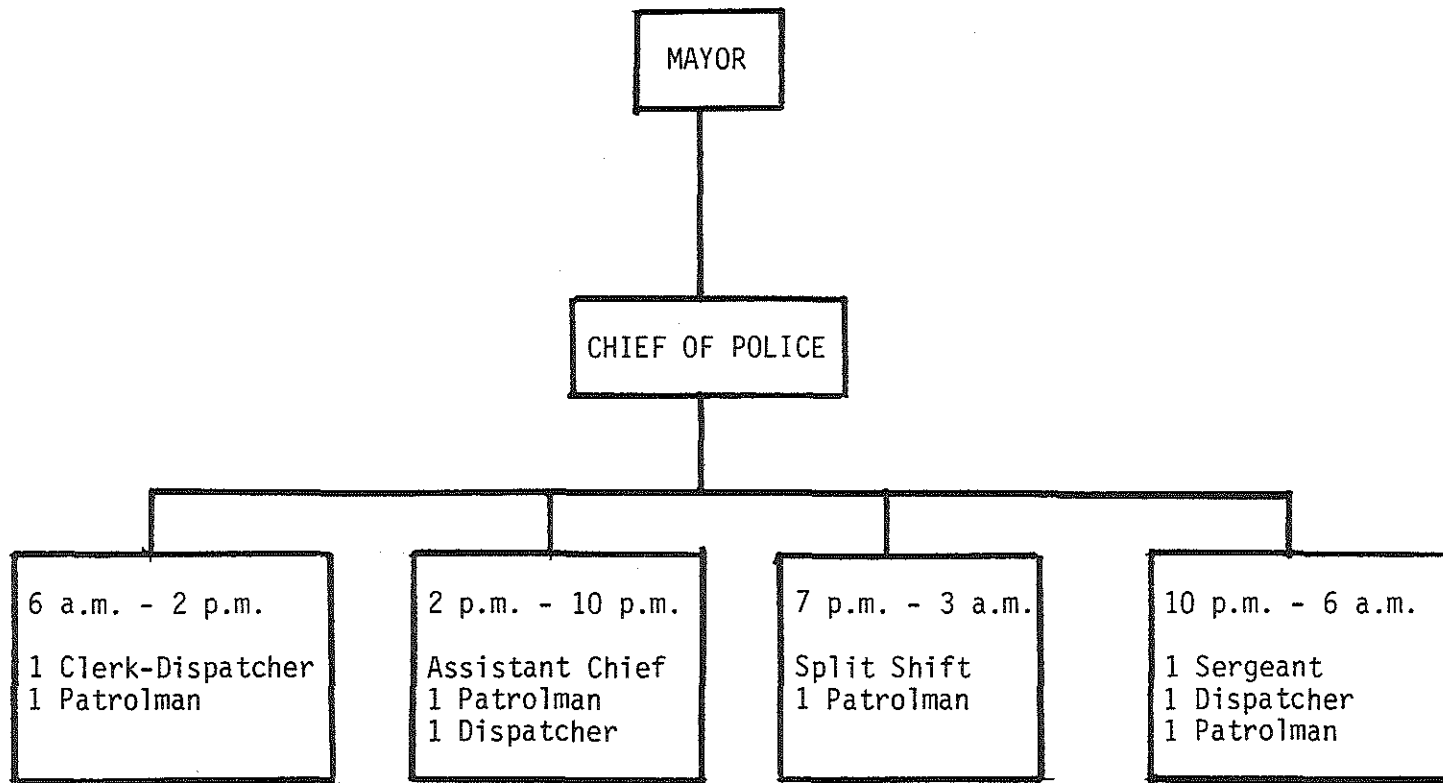 MAYOR
CHIEF OF POLICE
6 a.m. - 2 p.m.
1 Clerk-Dispatcher
1 Patrolman
2 p.m. - 10 p.m.
Assistant Chief
1 Patrolman
1 Dispatcher
7 p.m. - 3 a.m.
Split Shift
1 Patrolman
10 p.m. - 6 a.m.
1 Sergeant
1 Dispatcher
1 Patrolman